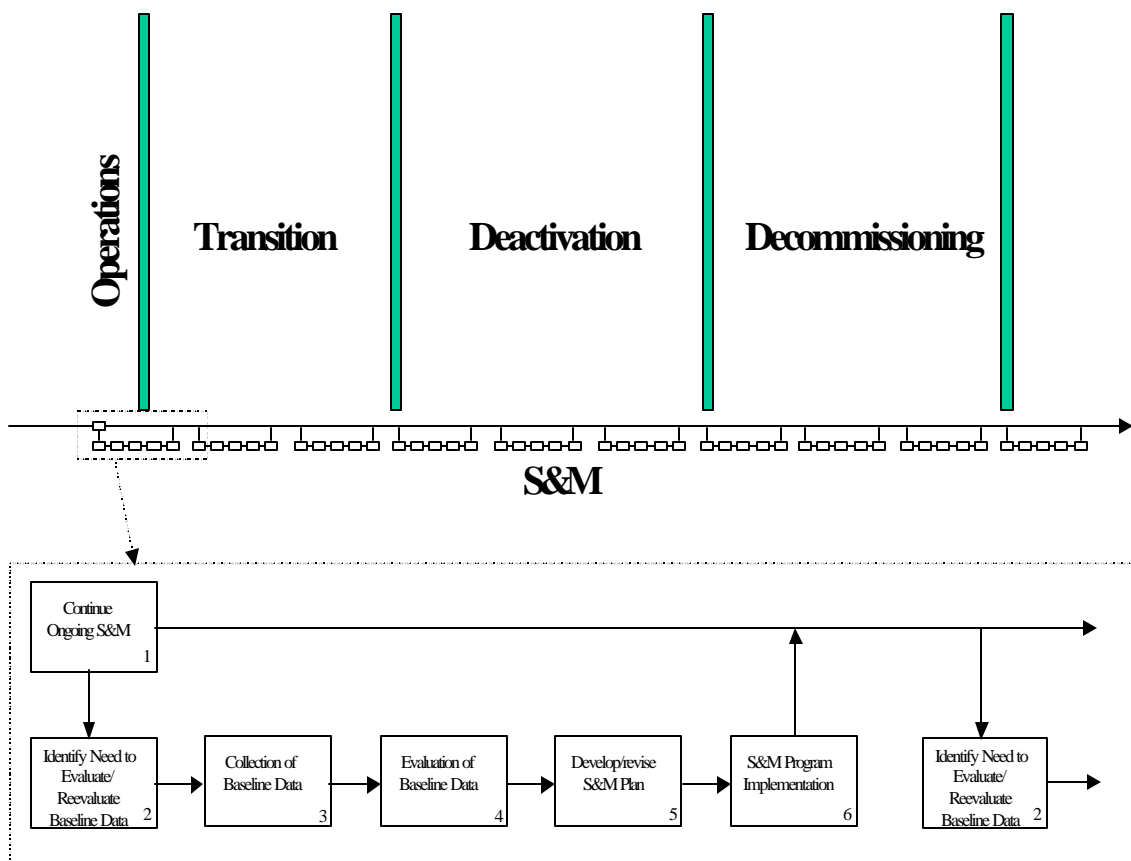 Operations
Transition
Deactivation
Decommissioning
S&M
Continue
Ongoing S&M
1
Identify Need to
Evaluate/
Reevaluate
Baseline Data
2
Collection of
Baseline Data
3
Evaluation of
Baseline Data
4
Develop/revise
S&M Plan
5
S&M Program
Implementation
6
Identify Need to
Evaluate/
Reevaluate
Baseline Data
2